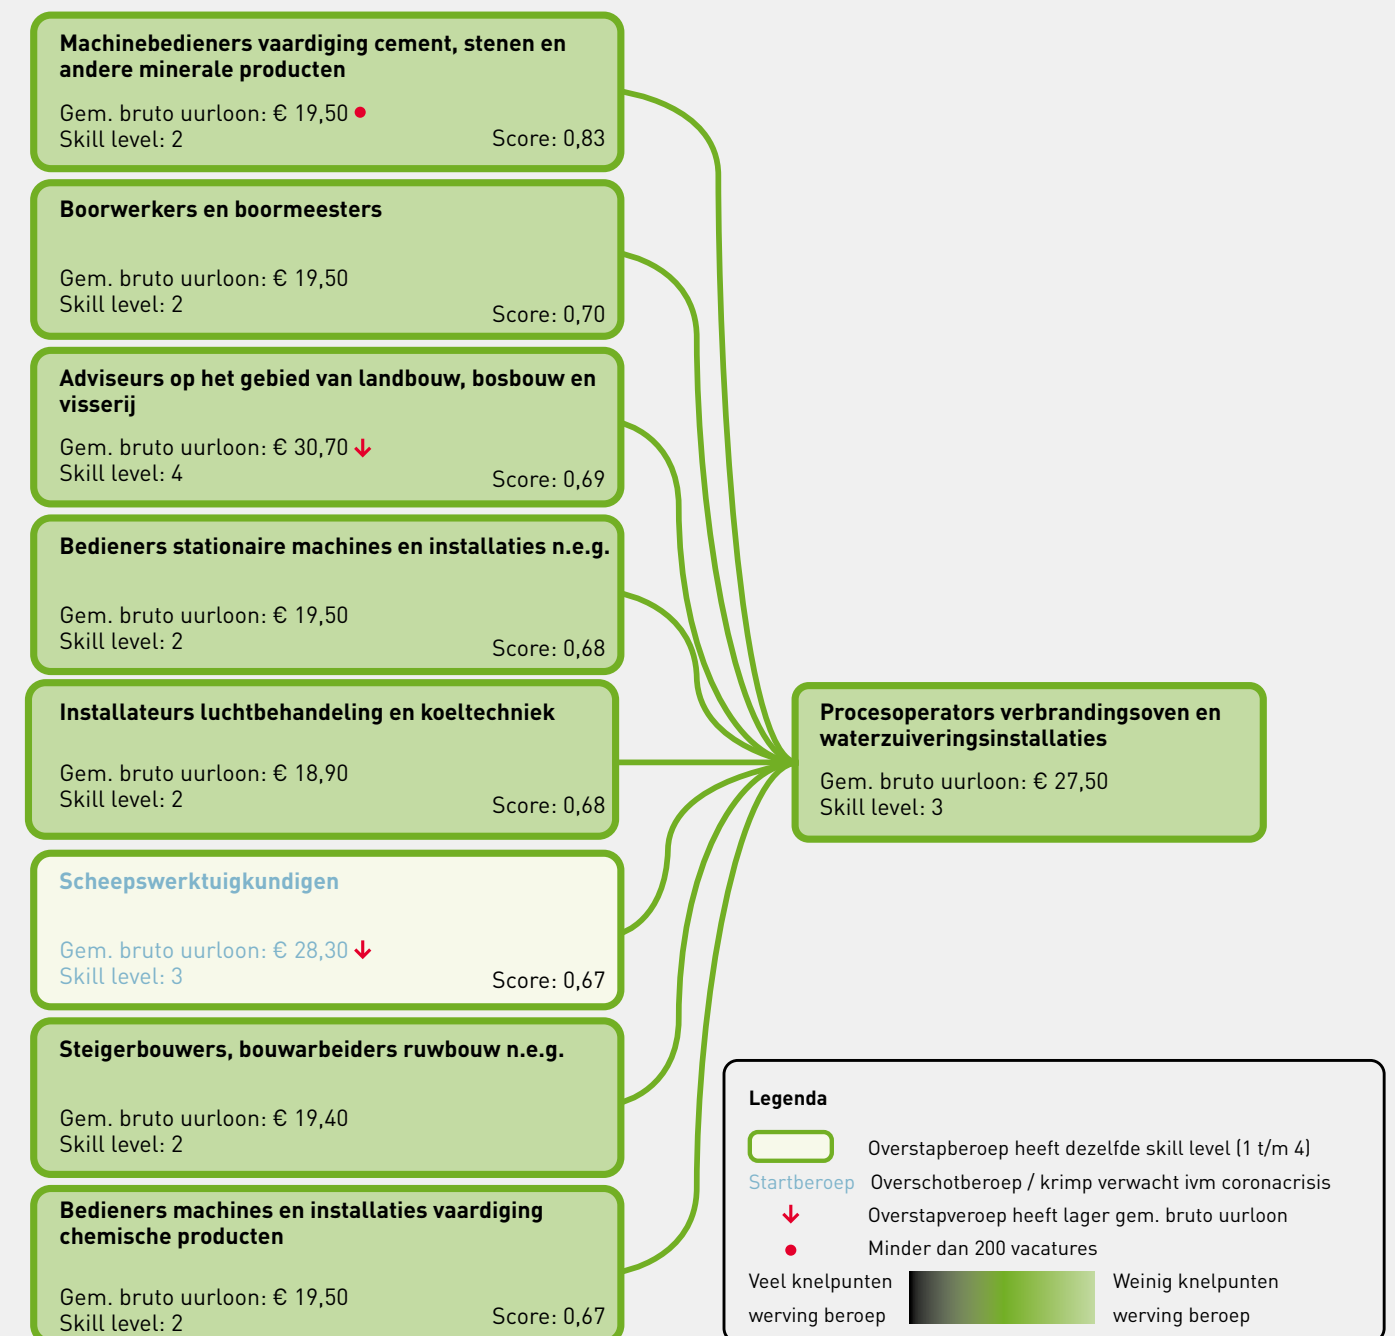 Machinebedieners vaardiging cement, stenen en
andere minerale producten
Gem. bruto uurloon: € 19,50
Skill level: 2
Score: 0,83
Boorwerkers en boormeesters
Gem. bruto uurloon: € 19,50
Skill level: 2
Score: 0,70
Adviseurs op het gebied van landbouw, bosbouw en
visserij
Gem. bruto uurloon: € 30,70
Skill level: 4
Score: 0,69
Bedieners stationaire machines en installaties n.e.g.
Gem. bruto uurloon: € 19,50
Skill level: 2
Score: 0,68
Installateurs luchtbehandeling en koeltechniek
Gem. bruto uurloon: € 18,90
Skill level: 2
Score: 0,68
Scheepswerktuigkundigen
Gem. bruto uurloon: € 28,30
Skill level: 3
Score: 0,67
Steigerbouwers, bouwarbeiders ruwbouw n.e.g.
Gem. bruto uurloon: € 19,40
Skill level: 2
Bedieners machines en installaties vaardiging
chemische producten
Gem. bruto uurloon: € 19,50
Skill level: 2
Score: 0,67
Procesoperators verbrandingsoven en
waterzuiveringsinstallaties
Gem. bruto uurloon: € 27,50
Skill level: 3
Legenda
Overstapberoep heeft dezelfde skill level (1 t/m 4)
Startberoep Overschotberoep / krimp verwacht ivm coronacrisis
Overstapveroep heeft lager gem. bruto uurloon
Minder dan 200 vacatures
Veel knelpunten
werving beroep
Weinig knelpunten
werving beroep